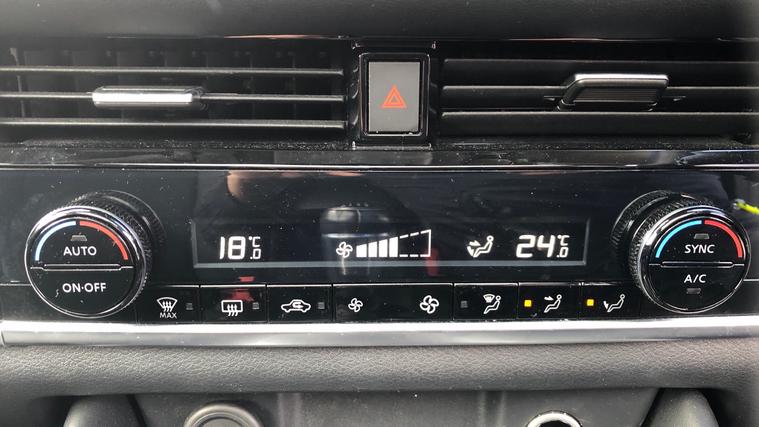 18.0°C
24.0°C
AUTO
ON·OFF
SYNC
A/C
MAX